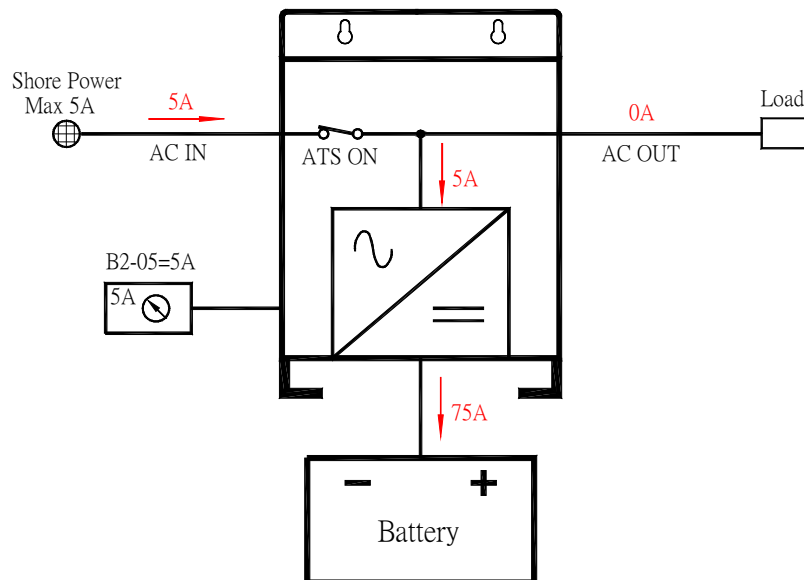 Shore Power
Max 5A
5A
AC IN
ATS ON
0A
AC OUT
Load
5A
B2-05=5A
5A
75A
Battery